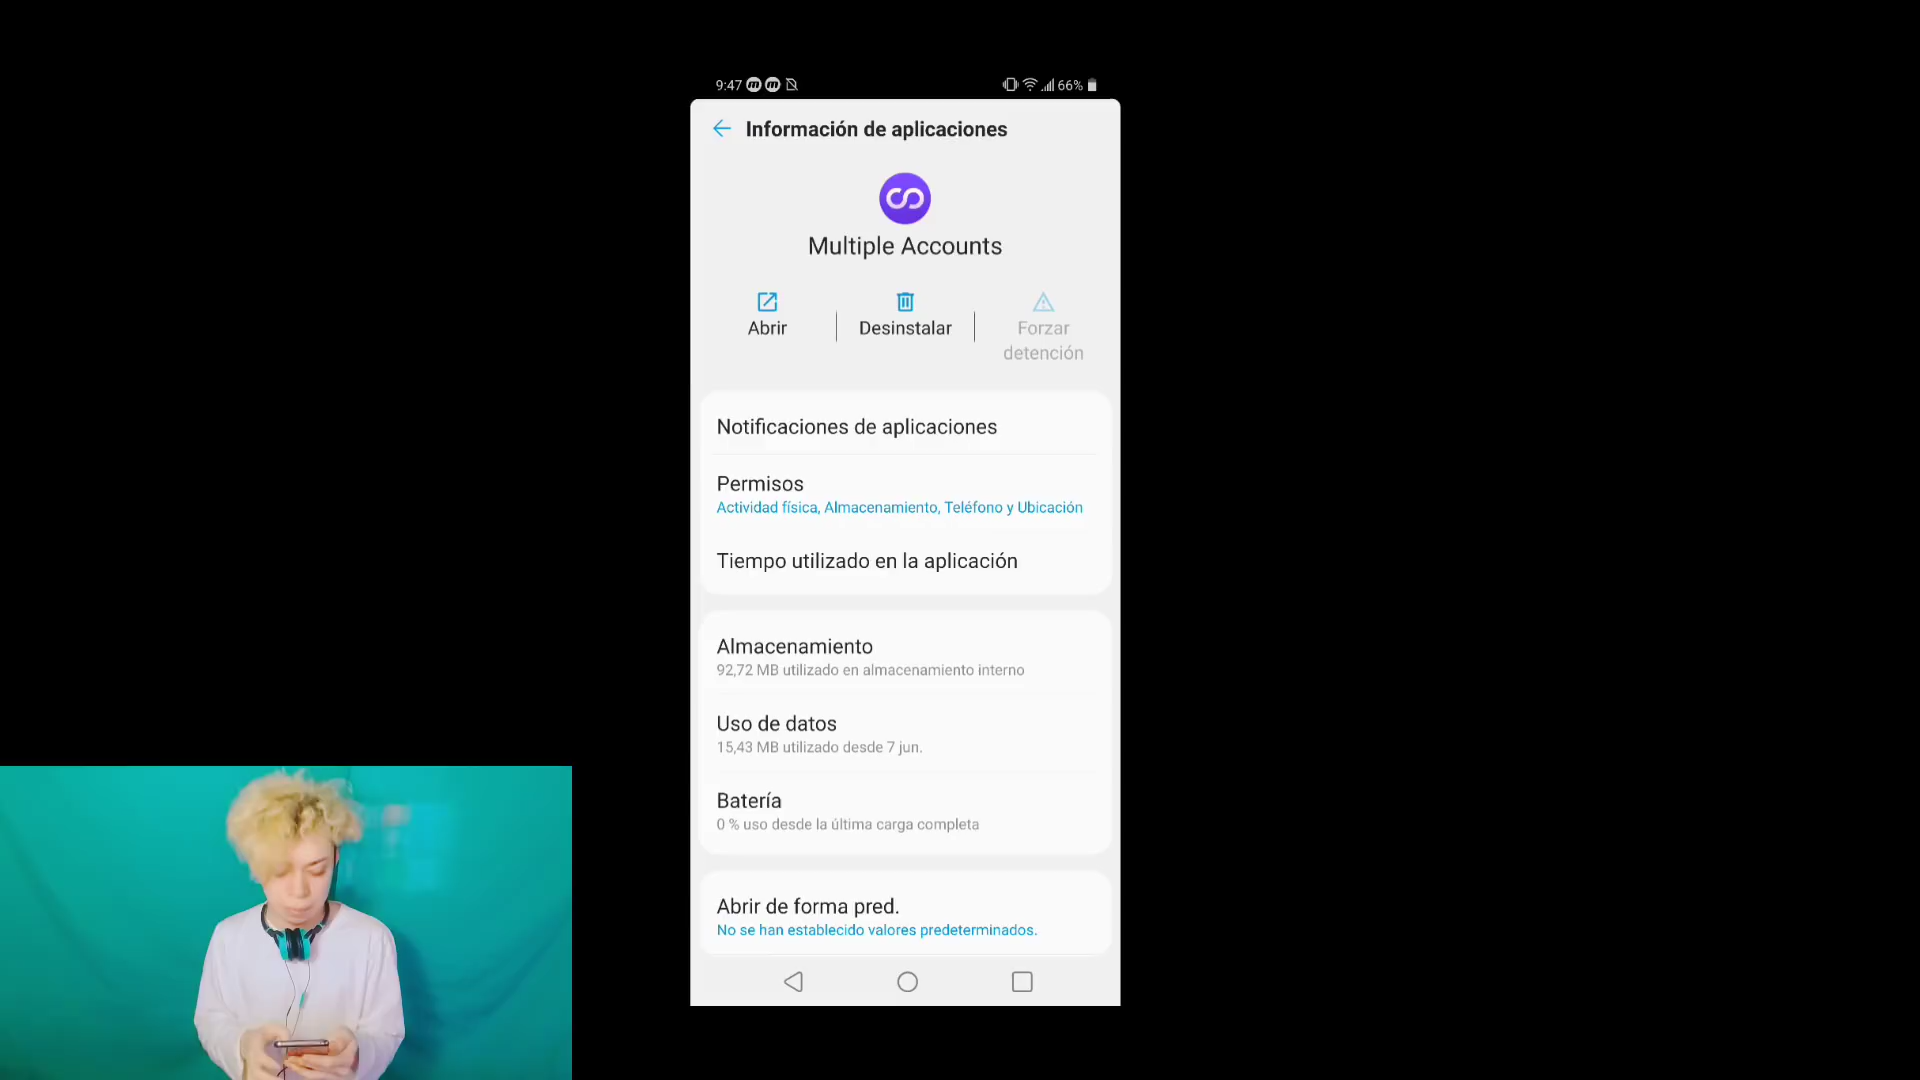 9:47
66%
Información de aplicaciones
Multiple Accounts
Abrir
Desinstalar
Forzar
detención
Notificaciones de aplicaciones
Permisos
Actividad física, Almacenamiento, Teléfono y Ubicación
Tiempo utilizado en la aplicación
Almacenamiento
92,72 MB utilizado en almacenamiento interno
Uso de datos
15,43 MB utilizado desde 7 jun.
Batería
0 % uso desde la última carga completa
Abrir de forma pred.
No se han establecido valores predeterminados.